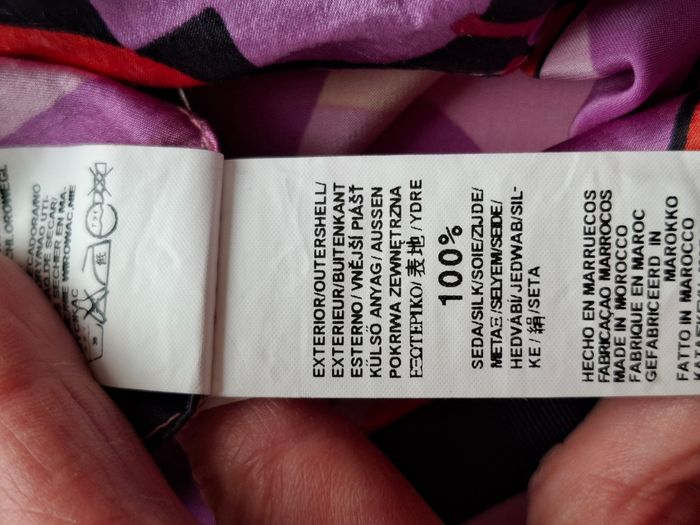 EXTERIOR/OUTERSHELL/
EXTERIEUR/BUITENKANT
ESTERNO/VNĚJŠÍ PLÁŠŤ
KÜLSŐ ANYAG/AUSSEN
POKRIWA ZEWNĘTRZNA
ΕΞΩΤΕΡΙΚΟ/表地/YDRE
100%
SEDA/SILK/SOIE/ZIJDE/
ΜΕΤΑΞΙ/SELYEM/SEIDE/
HEDVÁBÍ/JEDWAB/SIL-
KE/絹/SETA
HECHO EN MARRUECOS
FABRICAÇAO MARROCOS
MADE IN MOROCCO
FABRIQUE EN MAROC
GEFABRICEERD IN
MAROKKO
FATTO IN MAROCCO